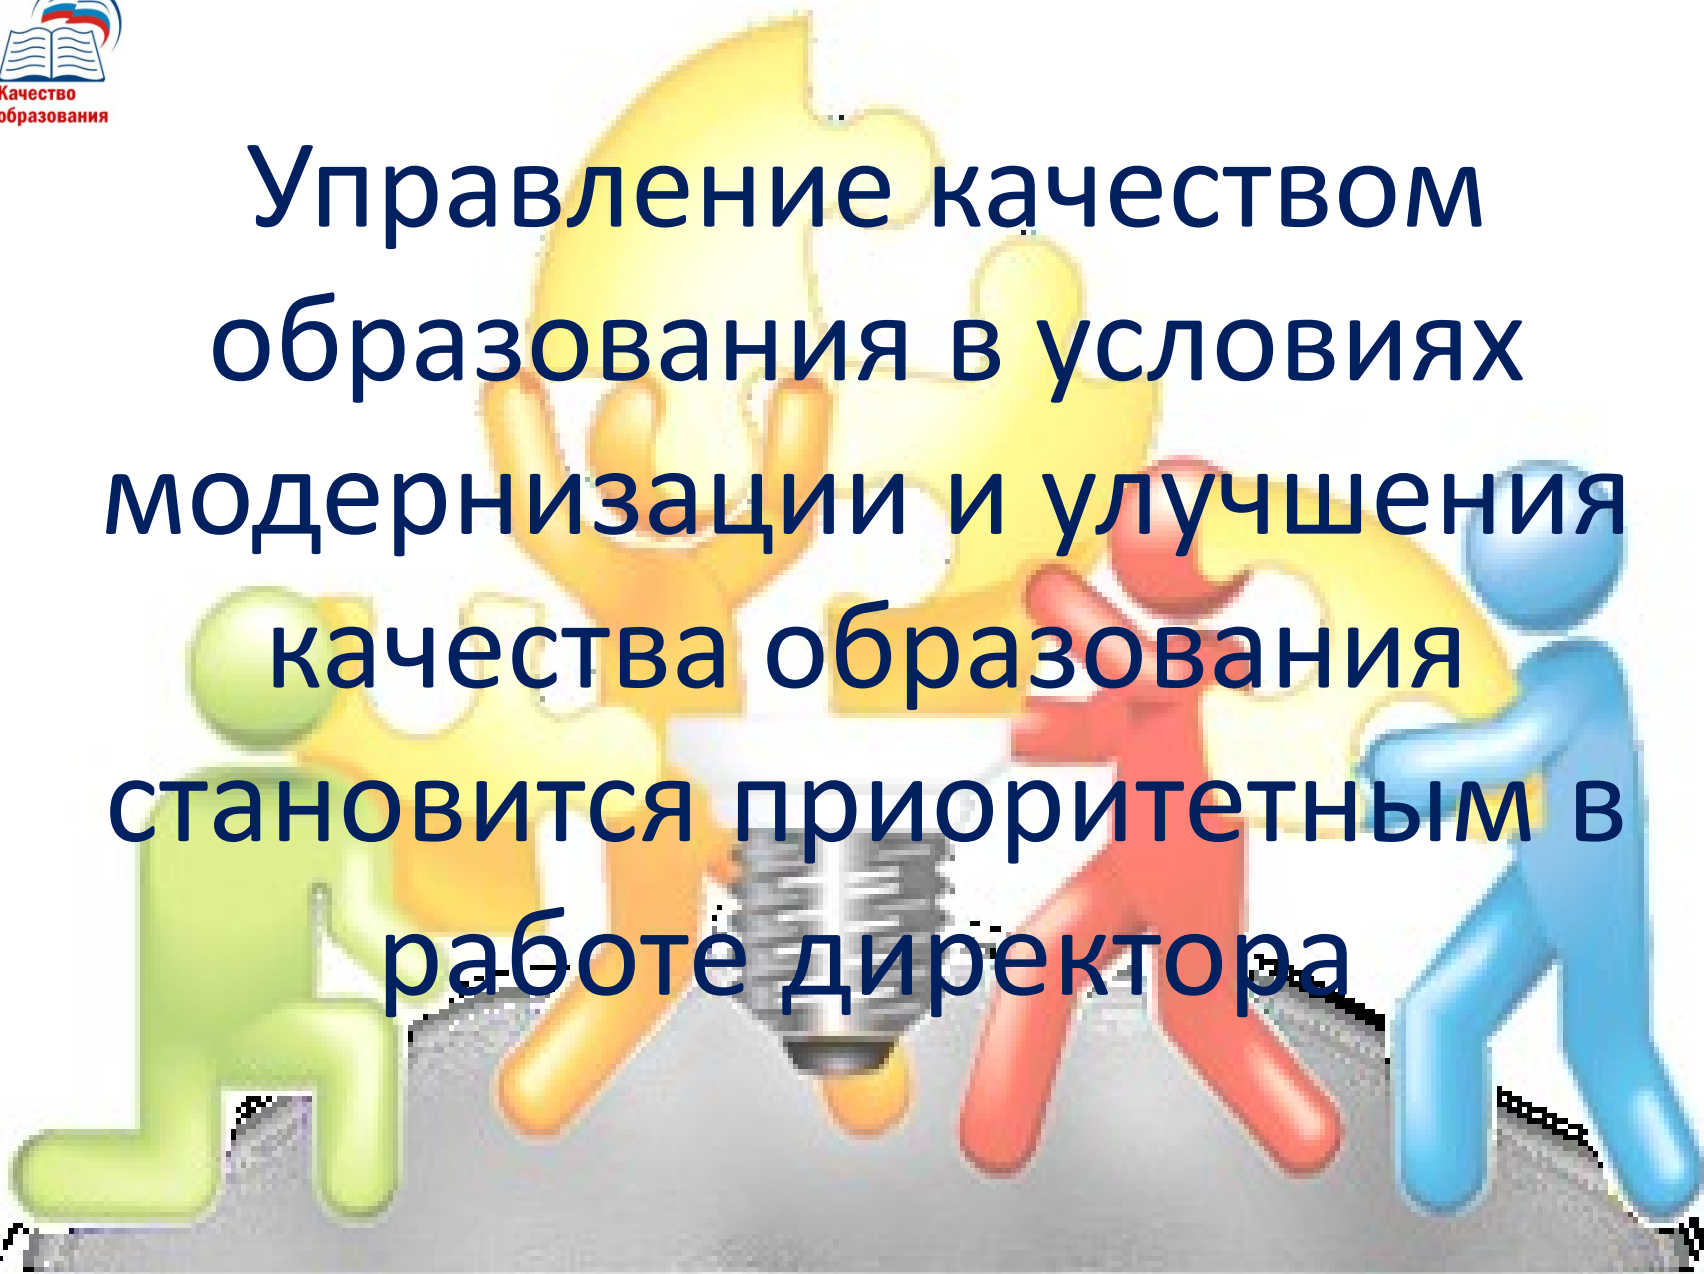 Качество
образования
Управление качеством
образования в условиях
модернизации и улучшения
качества образования
становится приоритетным в
работе директора